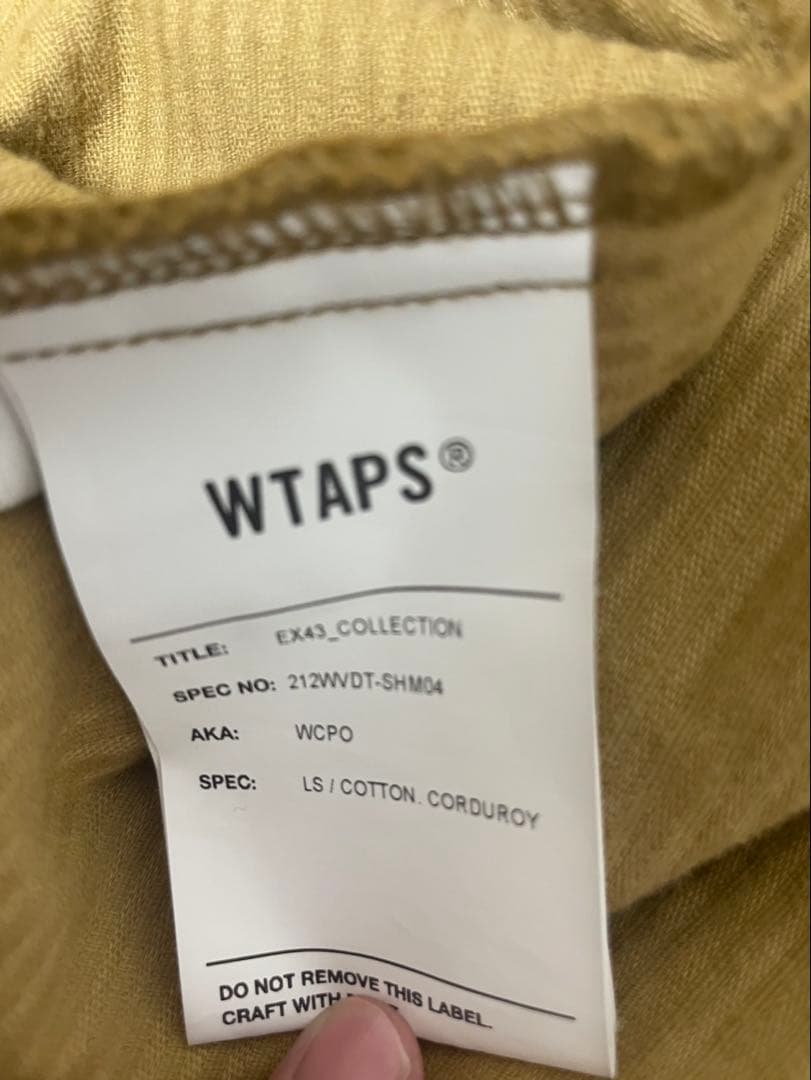 WTAPS®
TITLE: EX43_COLLECTION
SPEC NO: 212WVDT-SHM04
AKA: WCPO
SPEC: LS / COTTON. CORDUROY
DO NOT REMOVE THIS LABEL.
CRAFT WITH